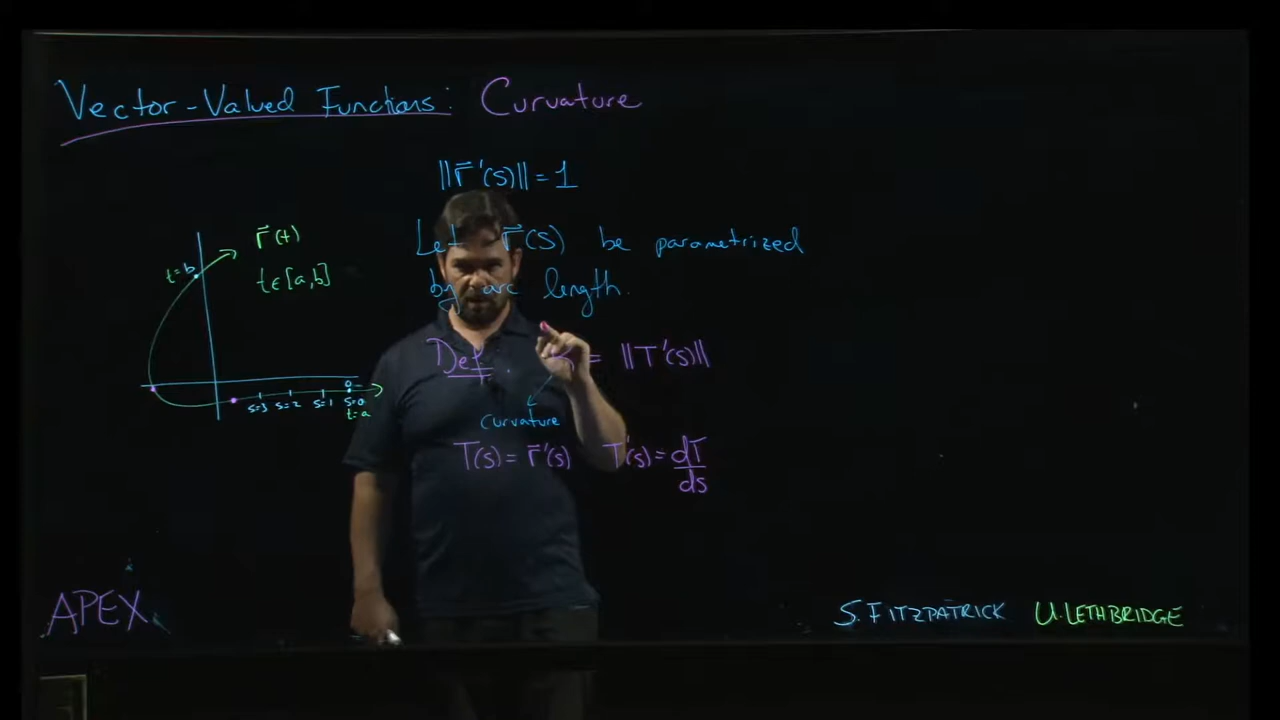 Vector-Valued Functions: Curvature
||r⃗'(s)|| = 1
r⃗(t)
t∈[a,b]
t=b
Let r⃗(s) be parametrized
by arc length.
Def. = ||T'(s)||
s=3 s=2 s=1 s=0
t=a
curvature
T(s) = r⃗'(s) T'(s) = dT/ds
APEX
S. FITZPATRICK U. LETHBRIDGE